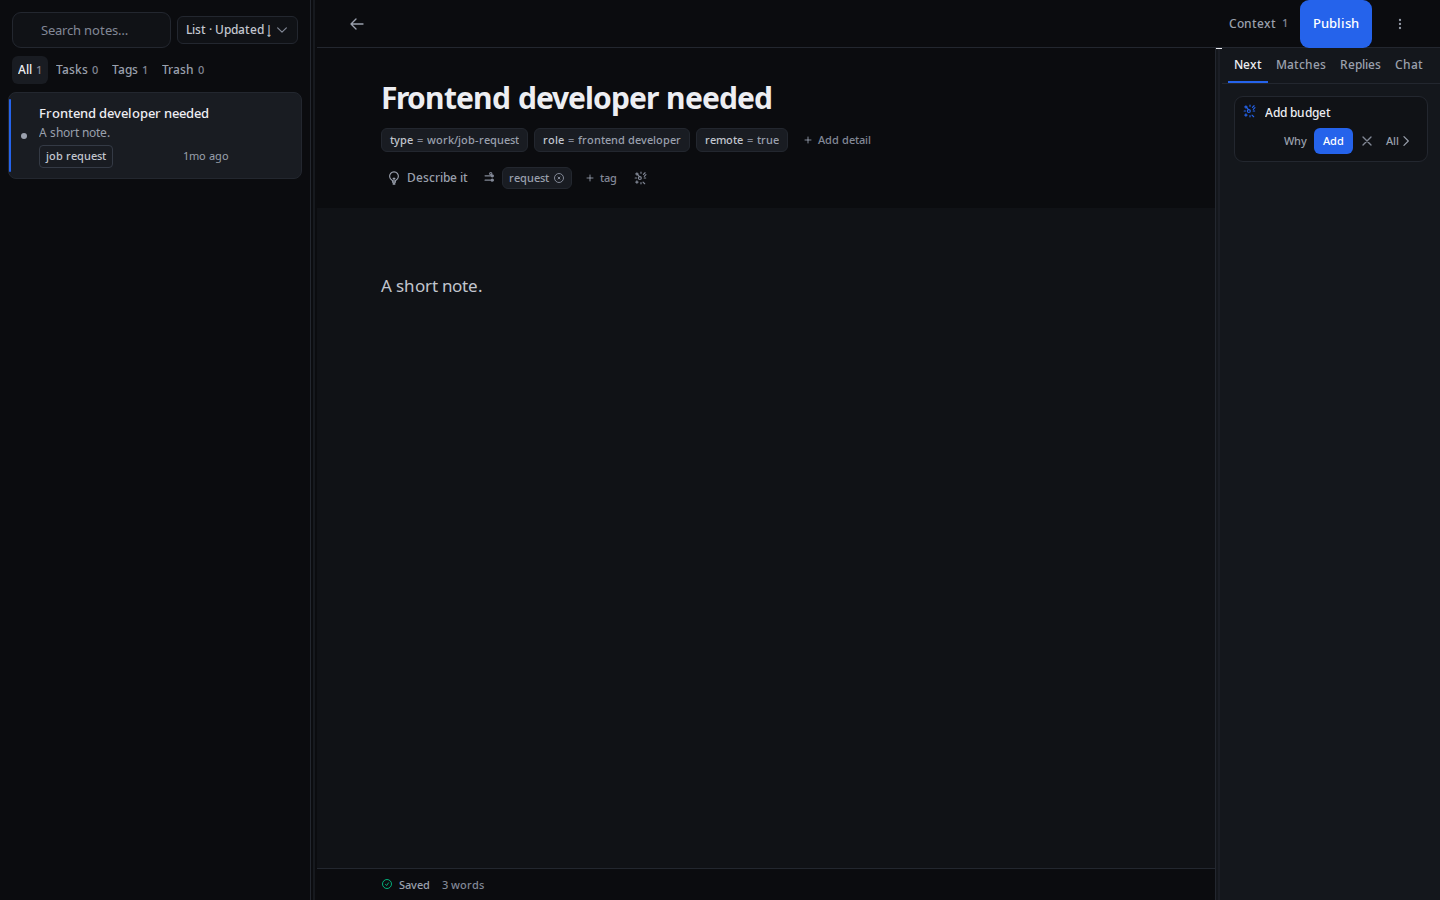 Search notes...
List · Updated ↓
All 1
Tasks 0
Tags 1
Trash 0
Frontend developer needed
A short note.
job request
1mo ago
Context 1
Publish
Frontend developer needed
type = work/job-request
role = frontend developer
remote = true
+ Add detail
Describe it
request
+ tag
A short note.
Saved
3 words
Next
Matches
Replies
Chat
Add budget
Why
Add
All